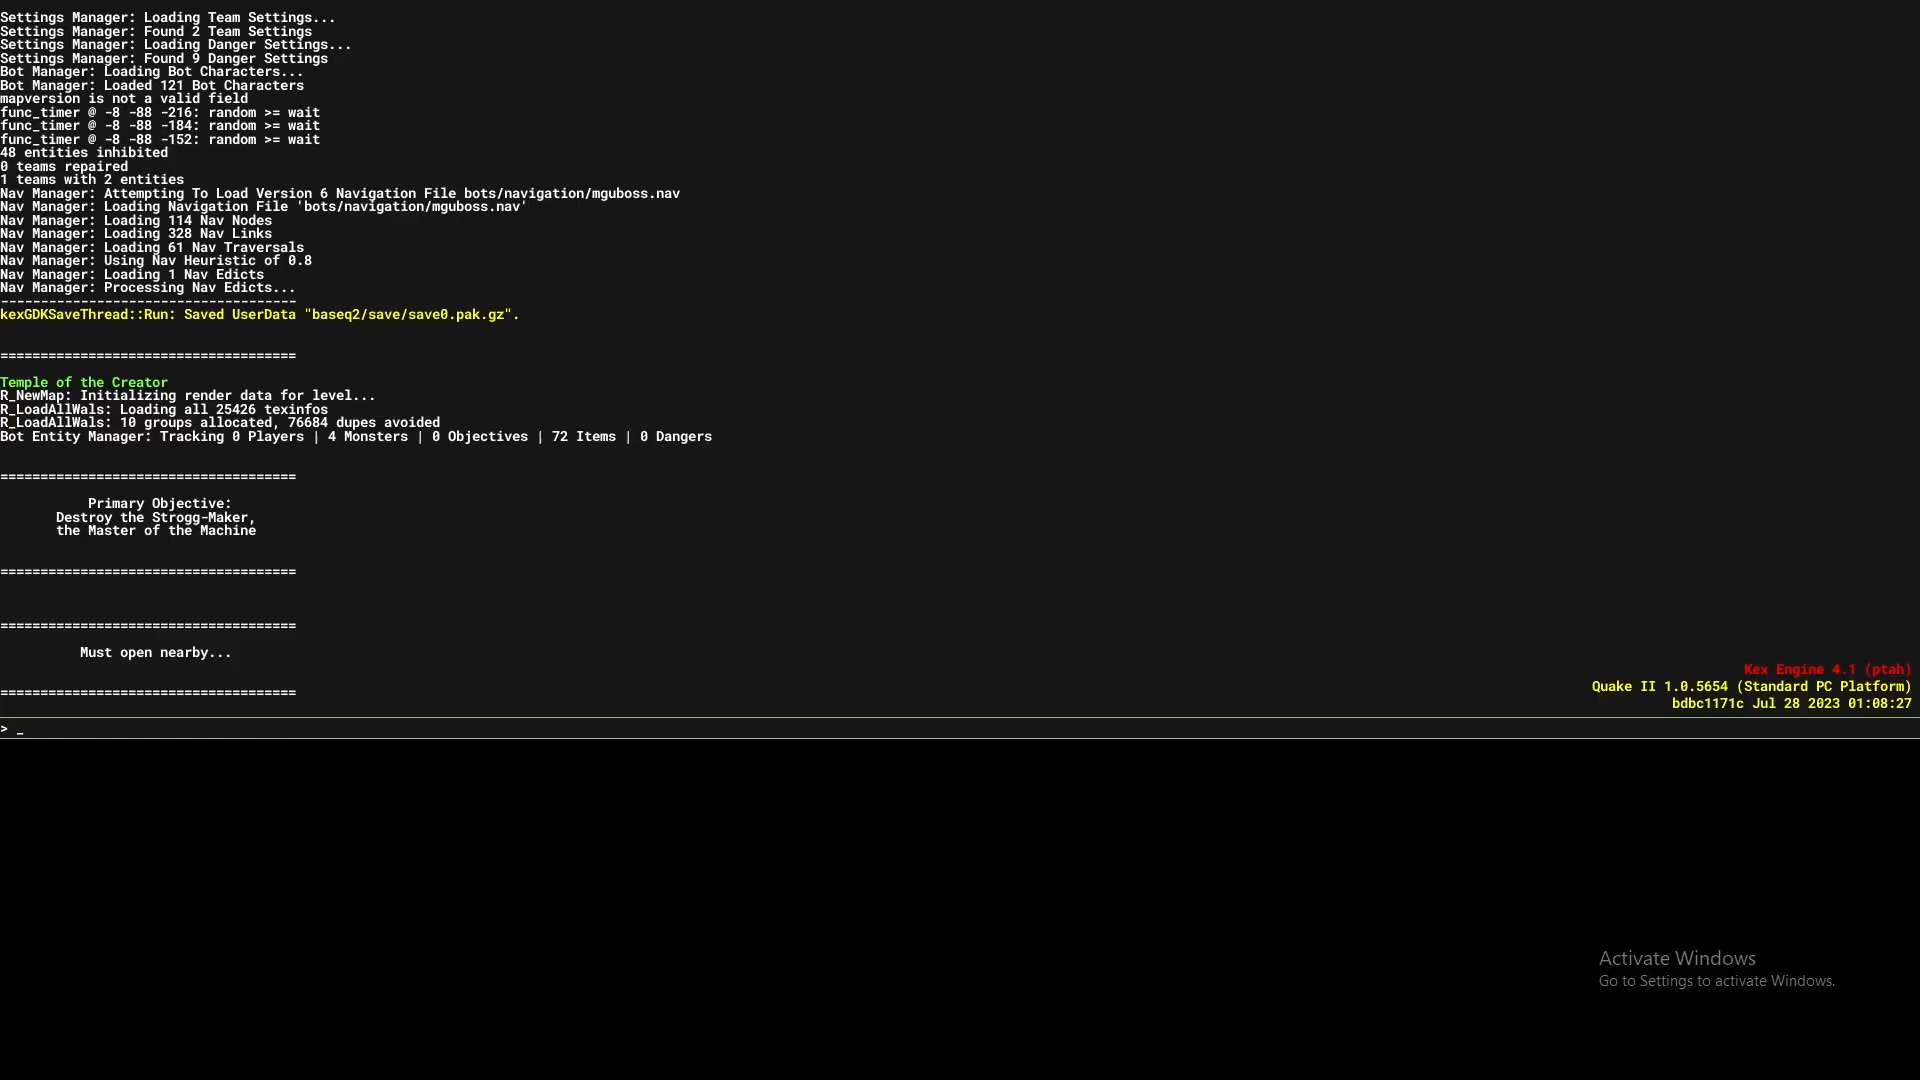 Settings Manager: Loading Team Settings...
Settings Manager: Found 2 Team Settings
Settings Manager: Loading Danger Settings...
Settings Manager: Found 9 Danger Settings
Bot Manager: Loading Bot Characters...
Bot Manager: Loaded 121 Bot Characters
mapversion is not a valid field
func_timer @ -8 -88 -216: random >= wait
func_timer @ -8 -88 -184: random >= wait
func_timer @ -8 -88 -152: random >= wait
48 entities inhibited
0 teams repaired
1 teams with 2 entities
Nav Manager: Attempting To Load Version 6 Navigation File bots/navigation/mguboss.nav
Nav Manager: Loading Navigation File 'bots/navigation/mguboss.nav'
Nav Manager: Loading 114 Nav Nodes
Nav Manager: Loading 328 Nav Links
Nav Manager: Loading 61 Nav Traversals
Nav Manager: Using Nav Heuristic of 0.8
Nav Manager: Loading 1 Nav Edicts
Nav Manager: Processing Nav Edicts...
-------------------------------------
kexGDKSaveThread::Run: Saved UserData "baseq2/save/save0.pak.gz".
=====================================
Temple of the Creator
R_NewMap: Initializing render data for level...
R_LoadAllWals: Loading all 25426 texinfos
R_LoadAllWals: 10 groups allocated, 76684 dupes avoided
Bot Entity Manager: Tracking 0 Players | 4 Monsters | 0 Objectives | 72 Items | 0 Dangers
=====================================
Primary Objective:
Destroy the Strogg-Maker,
the Master of the Machine
=====================================
=====================================
Must open nearby...
=====================================
Kex Engine 4.1 (ptah)
Quake II 1.0.5654 (Standard PC Platform)
bdbc1171c Jul 28 2023 01:08:27
> _
Activate Windows
Go to Settings to activate Windows.